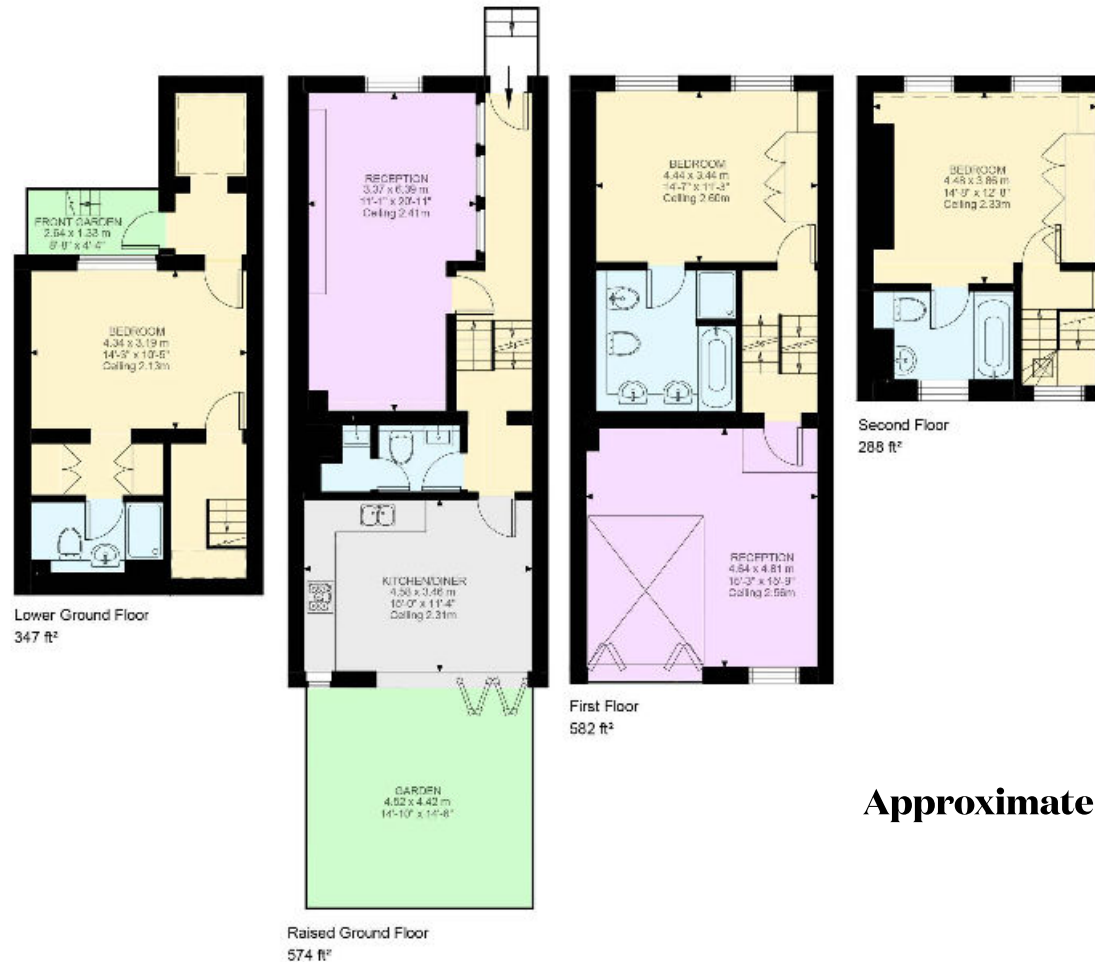 FRONT GARDEN
2.64 x 1.33 m
8'-8" x 4'-4"
BEDROOM
4.34 x 3.19 m
14'-3" x 10'-5"
Ceiling 2.13m
Lower Ground Floor
347 ft²
RECEPTION
3.37 x 6.39 m
11'-1" x 20'-11"
Ceiling 2.41m
KITCHEN/DINER
4.58 x 3.46 m
15'-0" x 11'-4"
Ceiling 2.31m
GARDEN
4.52 x 4.42 m
14'-10" x 14'-6"
Raised Ground Floor
574 ft²
BEDROOM
4.44 x 3.44 m
14'-7" x 11'-3"
Ceiling 2.60m
RECEPTION
4.64 x 4.81 m
15'-3" x 15'-9"
Ceiling 2.56m
First Floor
582 ft²
BEDROOM
4.48 x 3.86 m
14'-8" x 12'-8"
Ceiling 2.33m
Second Floor
288 ft²
Approximate